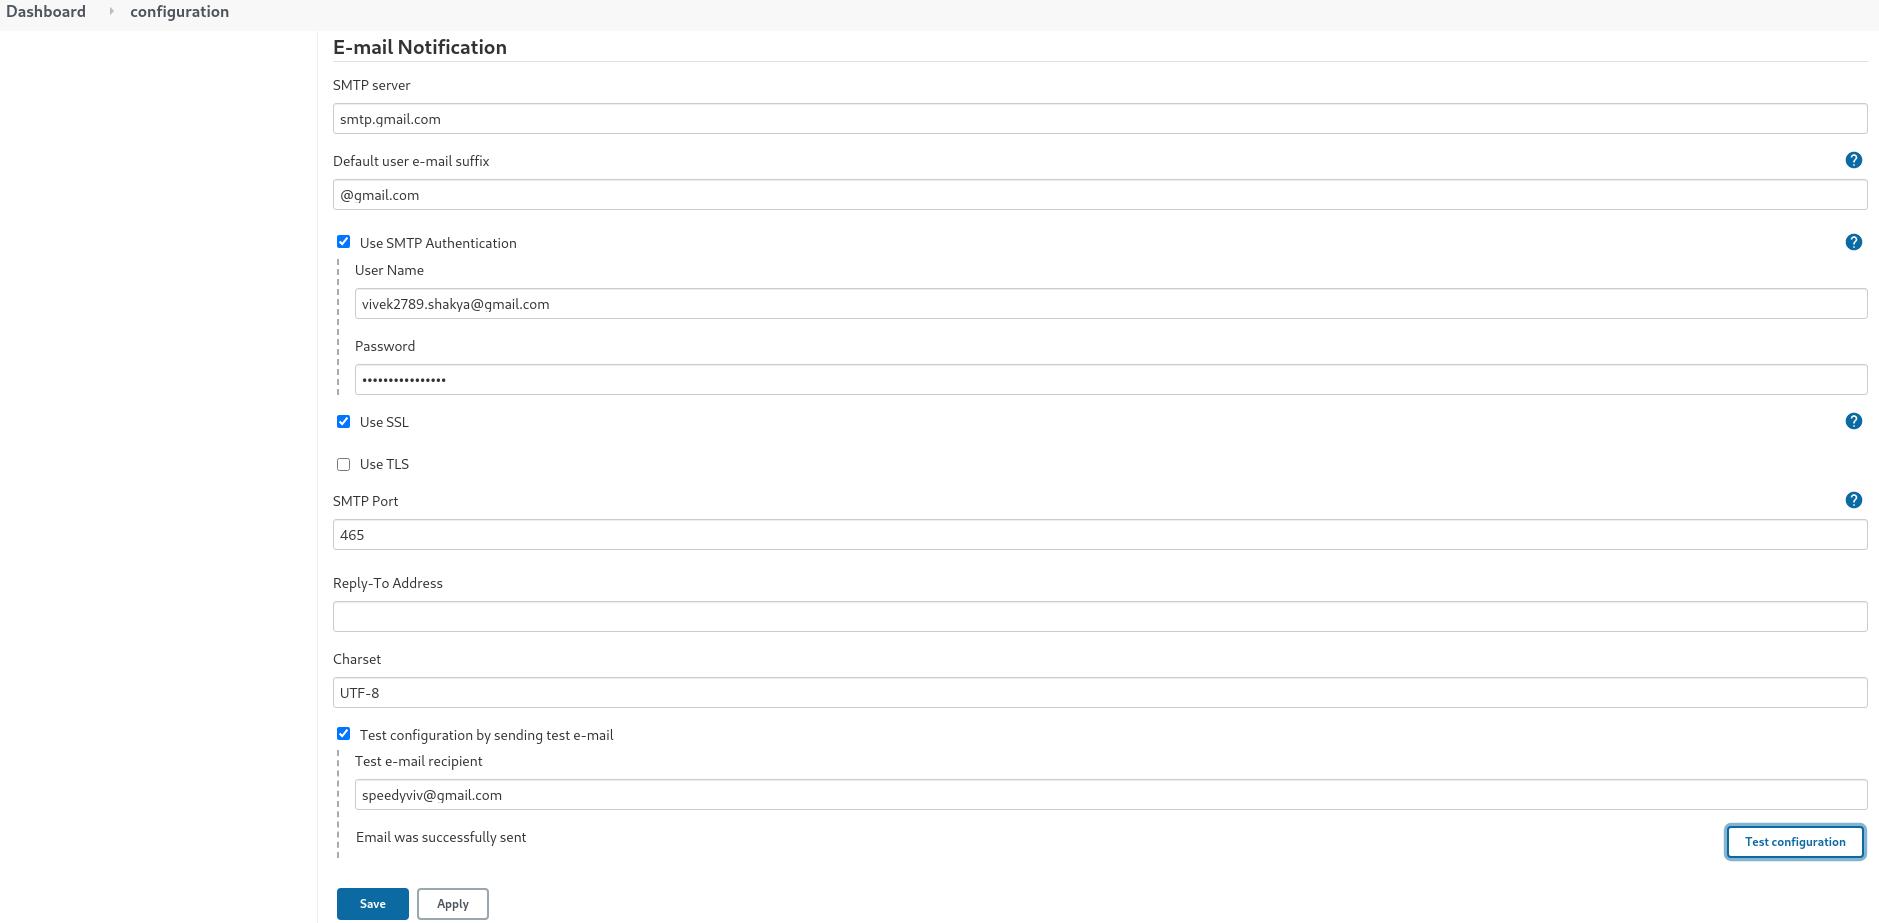 Dashboard configuration
E-mail Notification
SMTP server
smtp.gmail.com
Default user e-mail suffix
?
@gmail.com
Use SMTP Authentication
?
User Name
vivek2789.shakya@gmail.com
Password
••••••••••••••••
Use SSL
?
Use TLS
SMTP Port
?
465
Reply-To Address
Charset
UTF-8
Test configuration by sending test e-mail
Test e-mail recipient
speedyviv@gmail.com
Email was successfully sent
Test configuration
Save Apply